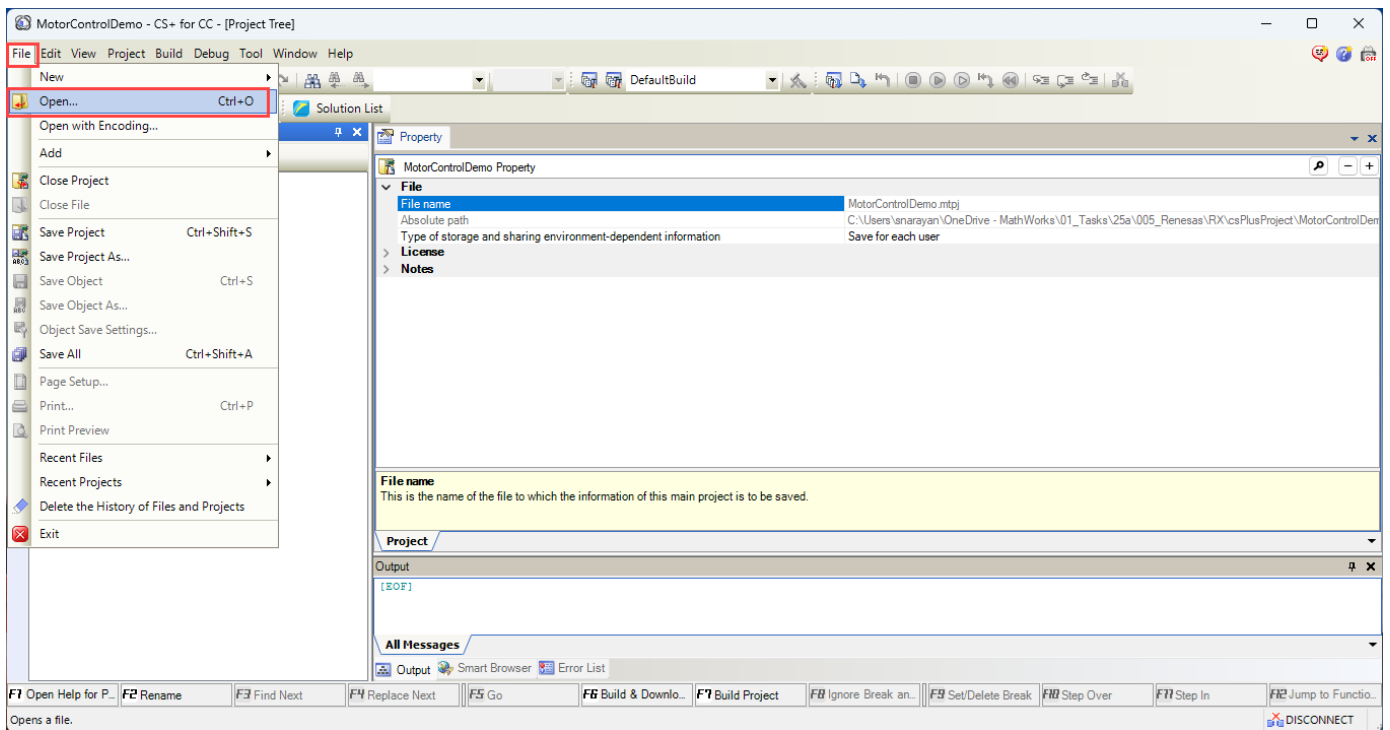 MotorControlDemo - CS+ for CC - [Project Tree]
File Edit View Project Build Debug Tool Window Help
New
DefaultBuild
Open... Ctrl+O
Solution List
Open with Encoding...
Property
Add
MotorControlDemo Property
Close Project
File
Close File
File name MotorControlDemo.mtpj
Absolute path C:\Users\snarayan\OneDrive - MathWorks\01_Tasks\25a\005_Renesas\RX\csPlusProject\MotorControlDem
Save Project Ctrl+Shift+S
Type of storage and sharing environment-dependent information Save for each user
License
Save Project As...
Notes
Save Object Ctrl+S
Save Object As...
Object Save Settings...
Save All Ctrl+Shift+A
Page Setup...
Print... Ctrl+P
Print Preview
Recent Files
Recent Projects
File name
This is the name of the file to which the information of this main project is to be saved.
Delete the History of Files and Projects
Exit
Project
Output
[EOF]
All Messages
Output Smart Browser Error List
F1 Open Help for P... F2 Rename F3 Find Next F4 Replace Next F5 Go F6 Build & Downlo... F7 Build Project F8 Ignore Break an... F9 Set/Delete Break F10 Step Over F11 Step In F12 Jump to Functio...
Opens a file. DISCONNECT